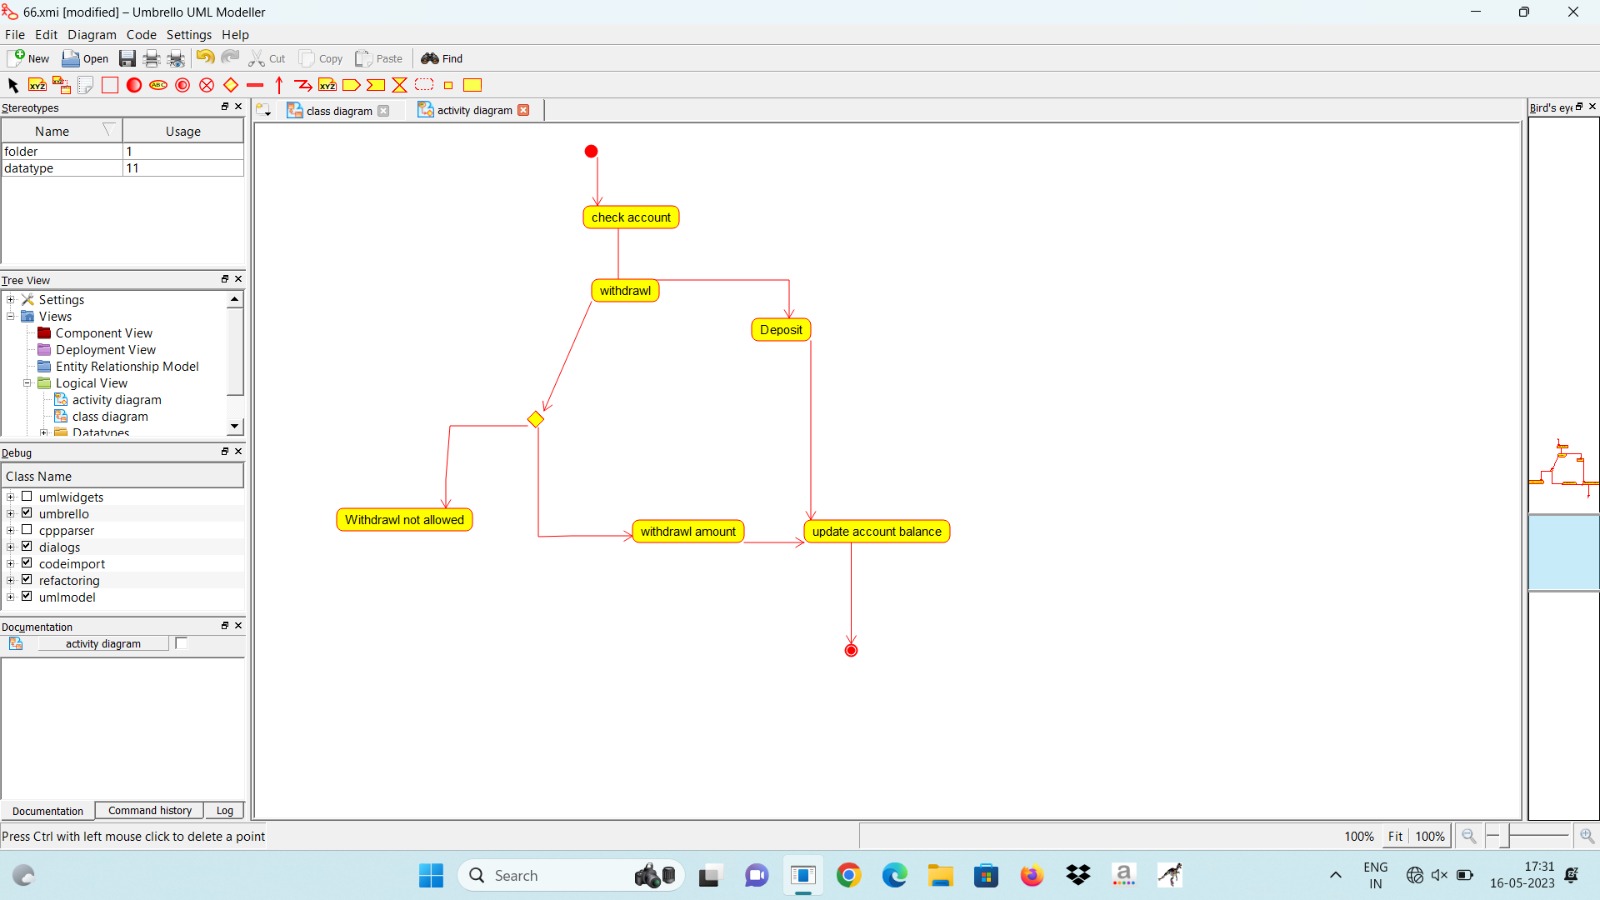 66.xmi [modified] – Umbrello UML Modeller
File Edit Diagram Code Settings Help
New Open Cut Copy Paste Find
XYZ ABC XYZ
Stereotypes
Name Usage
folder 1
datatype 11
Tree View
Settings
Views
Component View
Deployment View
Entity Relationship Model
Logical View
activity diagram
class diagram
Datatypes
Debug
Class Name
umlwidgets
umbrello
cppparser
dialogs
codeimport
refactoring
umlmodel
Documentation
activity diagram
Documentation Command history Log
class diagram activity diagram
check account
withdrawl
Deposit
Withdrawl not allowed
withdrawl amount
update account balance
Bird's eye
Press Ctrl with left mouse click to delete a point
100% Fit 100%
Search
a
ENG
IN
17:31
16-05-2023